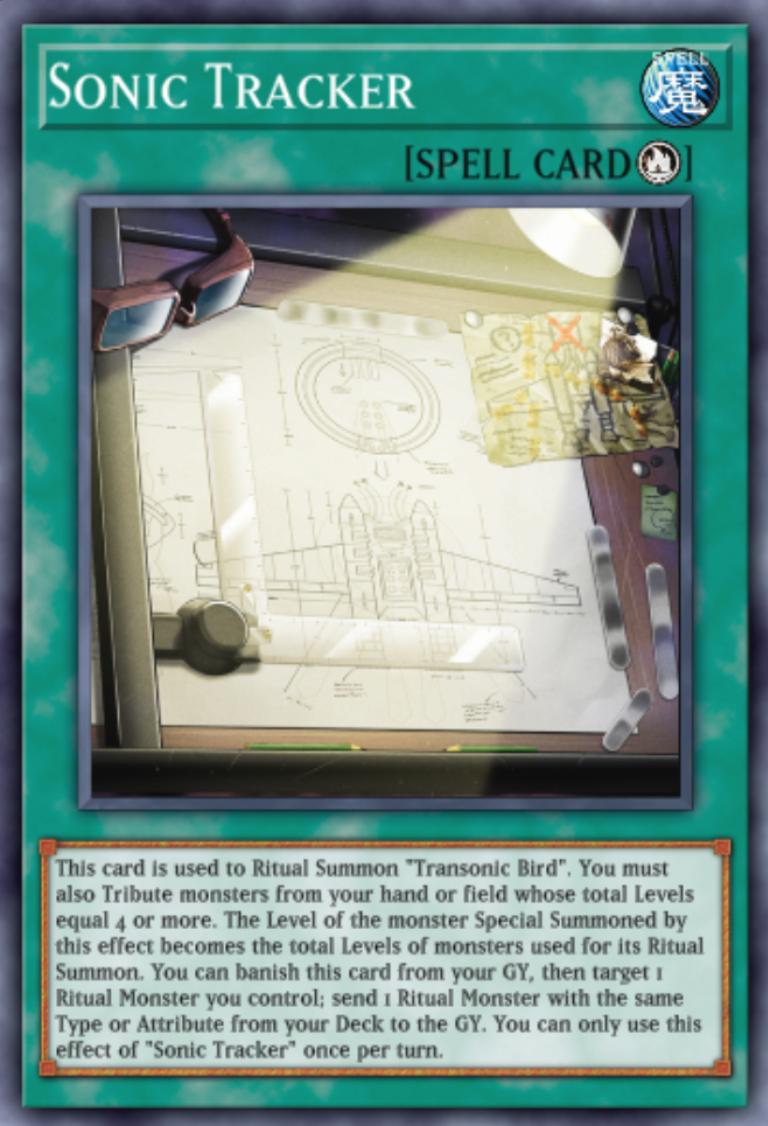 Sonic Tracker
SPELL
魔
[SPELL CARD]
This card is used to Ritual Summon "Transonic Bird". You must
also Tribute monsters from your hand or field whose total Levels
equal 4 or more. The Level of the monster Special Summoned by
this effect becomes the total Levels of monsters used for its Ritual
Summon. You can banish this card from your GY, then target 1
Ritual Monster you control; send 1 Ritual Monster with the same
Type or Attribute from your Deck to the GY. You can only use this
effect of "Sonic Tracker" once per turn.